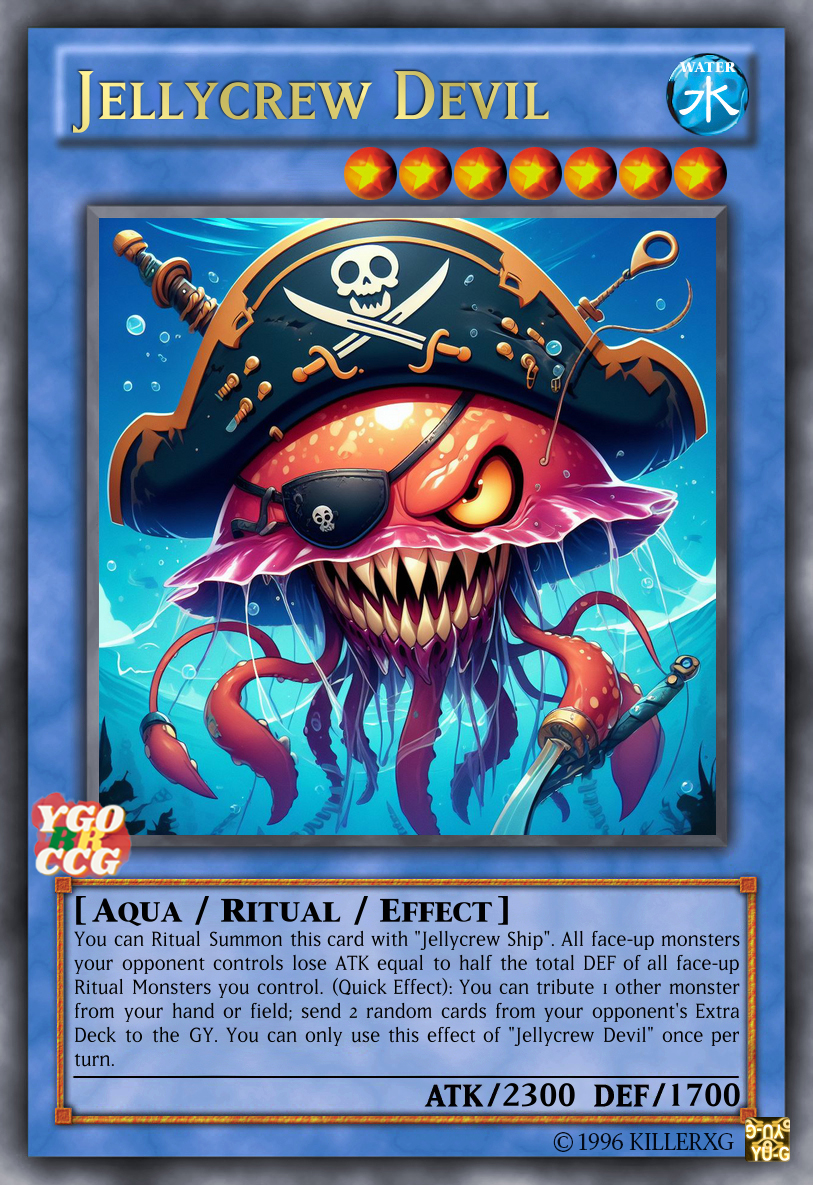 Jellycrew Devil
WATER
水
YGO
CCG
[ Aqua / Ritual / Effect ]
You can Ritual Summon this card with "Jellycrew Ship". All face-up monsters
your opponent controls lose ATK equal to half the total DEF of all face-up
Ritual Monsters you control. (Quick Effect): You can tribute 1 other monster
from your hand or field; send 2 random cards from your opponent's Extra
Deck to the GY. You can only use this effect of "Jellycrew Devil" once per
turn.
ATK/2300 DEF/1700
© 1996 KILLERXG